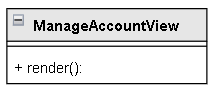 ManageAccountView
+ render():